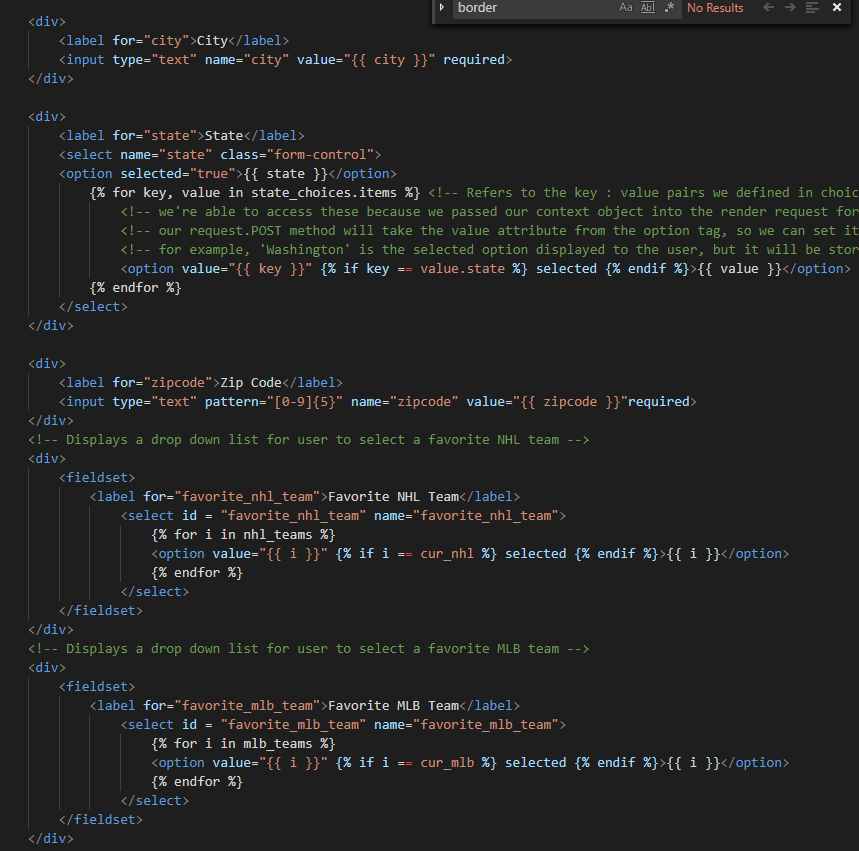 border Aa Abl .* No Results
<div>
<label for="city">City</label>
<input type="text" name="city" value="{{ city }}" required>
</div>
<div>
<label for="state">State</label>
<select name="state" class="form-control">
<option selected="true">{{ state }}</option>
{% for key, value in state_choices.items %} <!-- Refers to the key : value pairs we defined in choic
<!-- we're able to access these because we passed our context object into the render request for
<!-- our request.POST method will take the value attribute from the option tag, so we can set it
<!-- for example, 'Washington' is the selected option displayed to the user, but it will be stor
<option value="{{ key }}" {% if key == value.state %} selected {% endif %}>{{ value }}</option>
{% endfor %}
</select>
</div>
<div>
<label for="zipcode">Zip Code</label>
<input type="text" pattern="[0-9]{5}" name="zipcode" value="{{ zipcode }}"required>
</div>
<!-- Displays a drop down list for user to select a favorite NHL team -->
<div>
<fieldset>
<label for="favorite_nhl_team">Favorite NHL Team</label>
<select id = "favorite_nhl_team" name="favorite_nhl_team">
{% for i in nhl_teams %}
<option value="{{ i }}" {% if i == cur_nhl %} selected {% endif %}>{{ i }}</option>
{% endfor %}
</select>
</fieldset>
</div>
<!-- Displays a drop down list for user to select a favorite MLB team -->
<div>
<fieldset>
<label for="favorite_mlb_team">Favorite MLB Team</label>
<select id = "favorite_mlb_team" name="favorite_mlb_team">
{% for i in mlb_teams %}
<option value="{{ i }}" {% if i == cur_mlb %} selected {% endif %}>{{ i }}</option>
{% endfor %}
</select>
</fieldset>
</div>